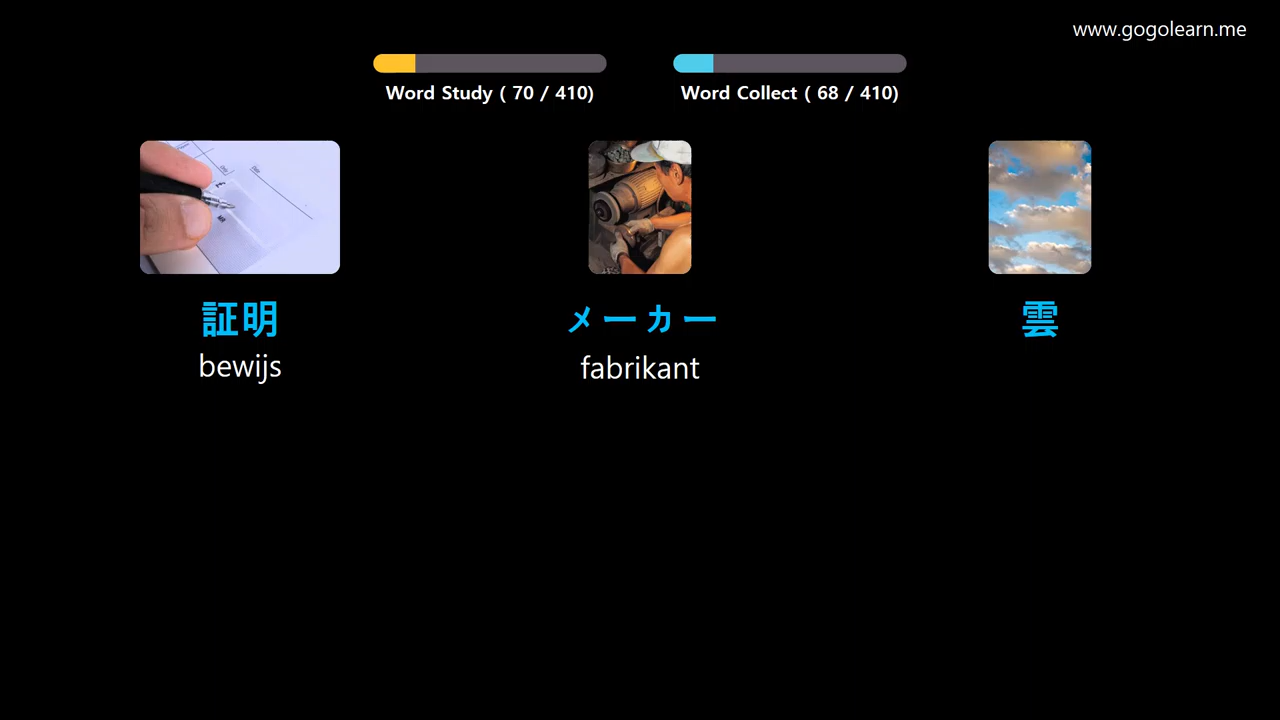 www.gogolearn.me
Word Study ( 70 / 410)
Word Collect ( 68 / 410)
証明
メーカー
雲
bewijs
fabrikant